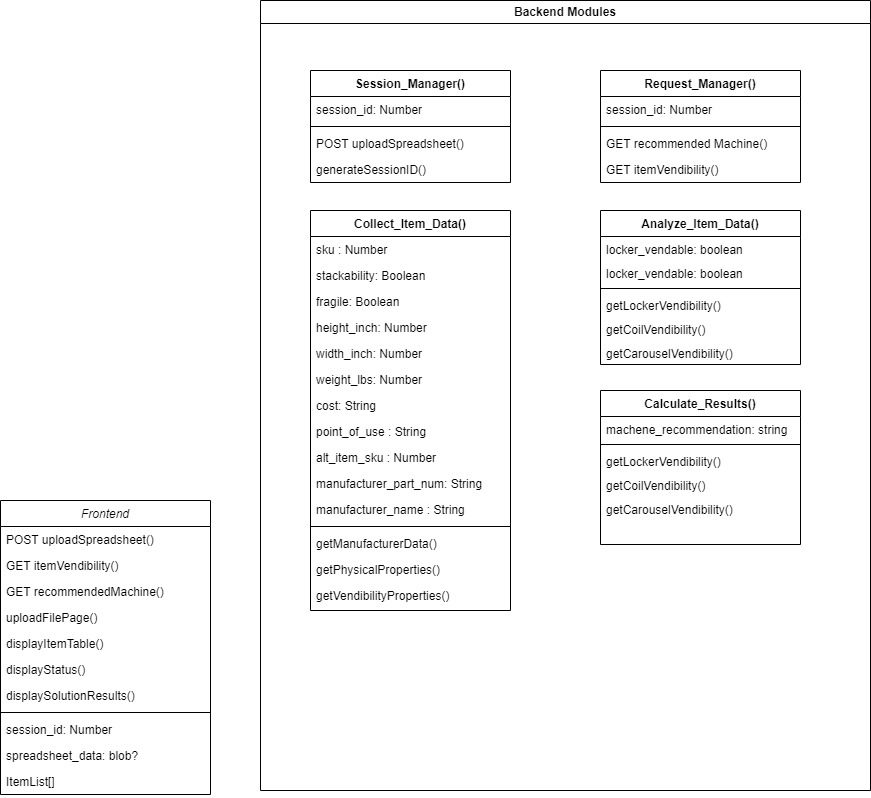 Backend Modules
Session_Manager()
session_id: Number
POST uploadSpreadsheet()
generateSessionID()
Request_Manager()
session_id: Number
GET recommended Machine()
GET itemVendibility()
Collect_Item_Data()
sku : Number
stackability: Boolean
fragile: Boolean
height_inch: Number
width_inch: Number
weight_lbs: Number
cost: String
point_of_use : String
alt_item_sku : Number
manufacturer_part_num: String
manufacturer_name : String
getManufacturerData()
getPhysicalProperties()
getVendibilityProperties()
Analyze_Item_Data()
locker_vendable: boolean
locker_vendable: boolean
getLockerVendibility()
getCoilVendibility()
getCarouselVendibility()
Calculate_Results()
machene_recommendation: string
getLockerVendibility()
getCoilVendibility()
getCarouselVendibility()
Frontend
POST uploadSpreadsheet()
GET itemVendibility()
GET recommendedMachine()
uploadFilePage()
displayItemTable()
displayStatus()
displaySolutionResults()
session_id: Number
spreadsheet_data: blob?
ItemList[]